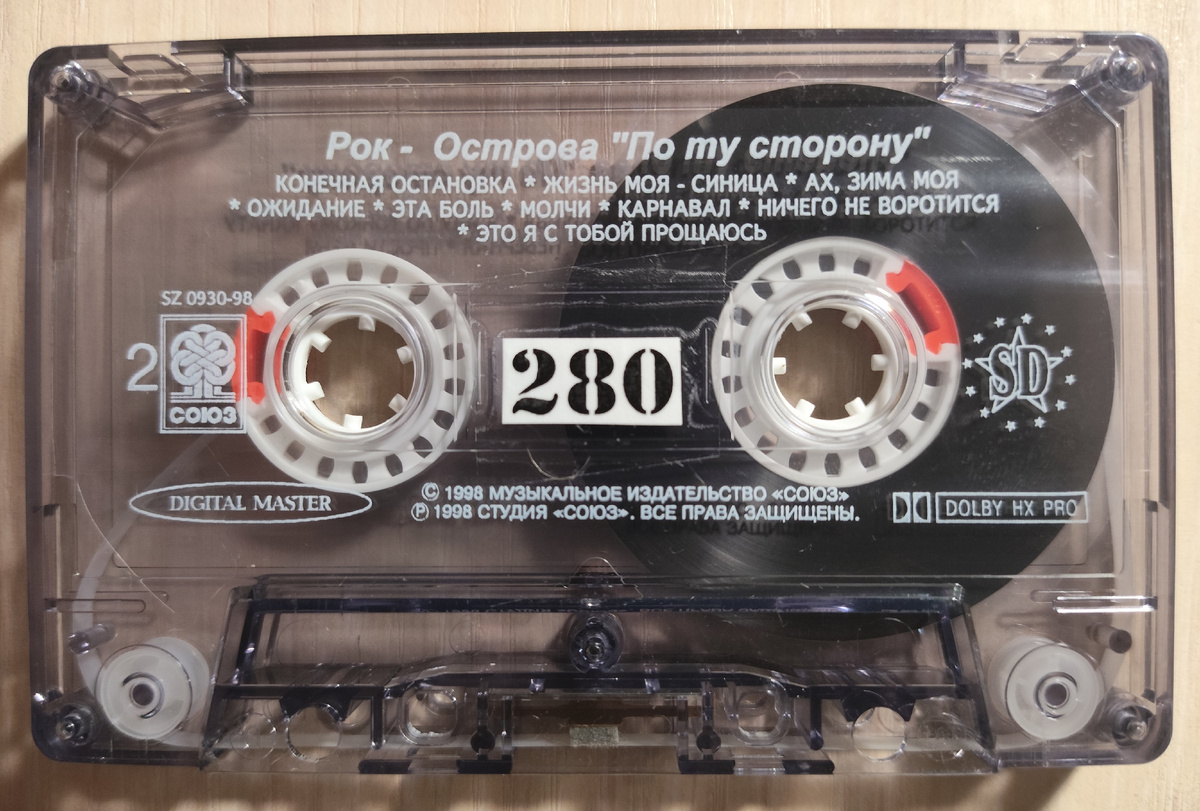 Рок - Острова "По ту сторону"
КОНЕЧНАЯ ОСТАНОВКА * ЖИЗНЬ МОЯ - СИНИЦА * АХ, ЗИМА МОЯ
* ОЖИДАНИЕ * ЭТА БОЛЬ * МОЛЧИ * КАРНАВАЛ * НИЧЕГО НЕ ВОРОТИТСЯ
* ЭТО Я С ТОБОЙ ПРОЩАЮСЬ
SZ 0930-98
2
СОЮЗ
280
SD
DIGITAL MASTER
© 1998 МУЗЫКАЛЬНОЕ ИЗДАТЕЛЬСТВО «СОЮЗ»
℗ 1998 СТУДИЯ «СОЮЗ». ВСЕ ПРАВА ЗАЩИЩЕНЫ.
DOLBY HX PRO